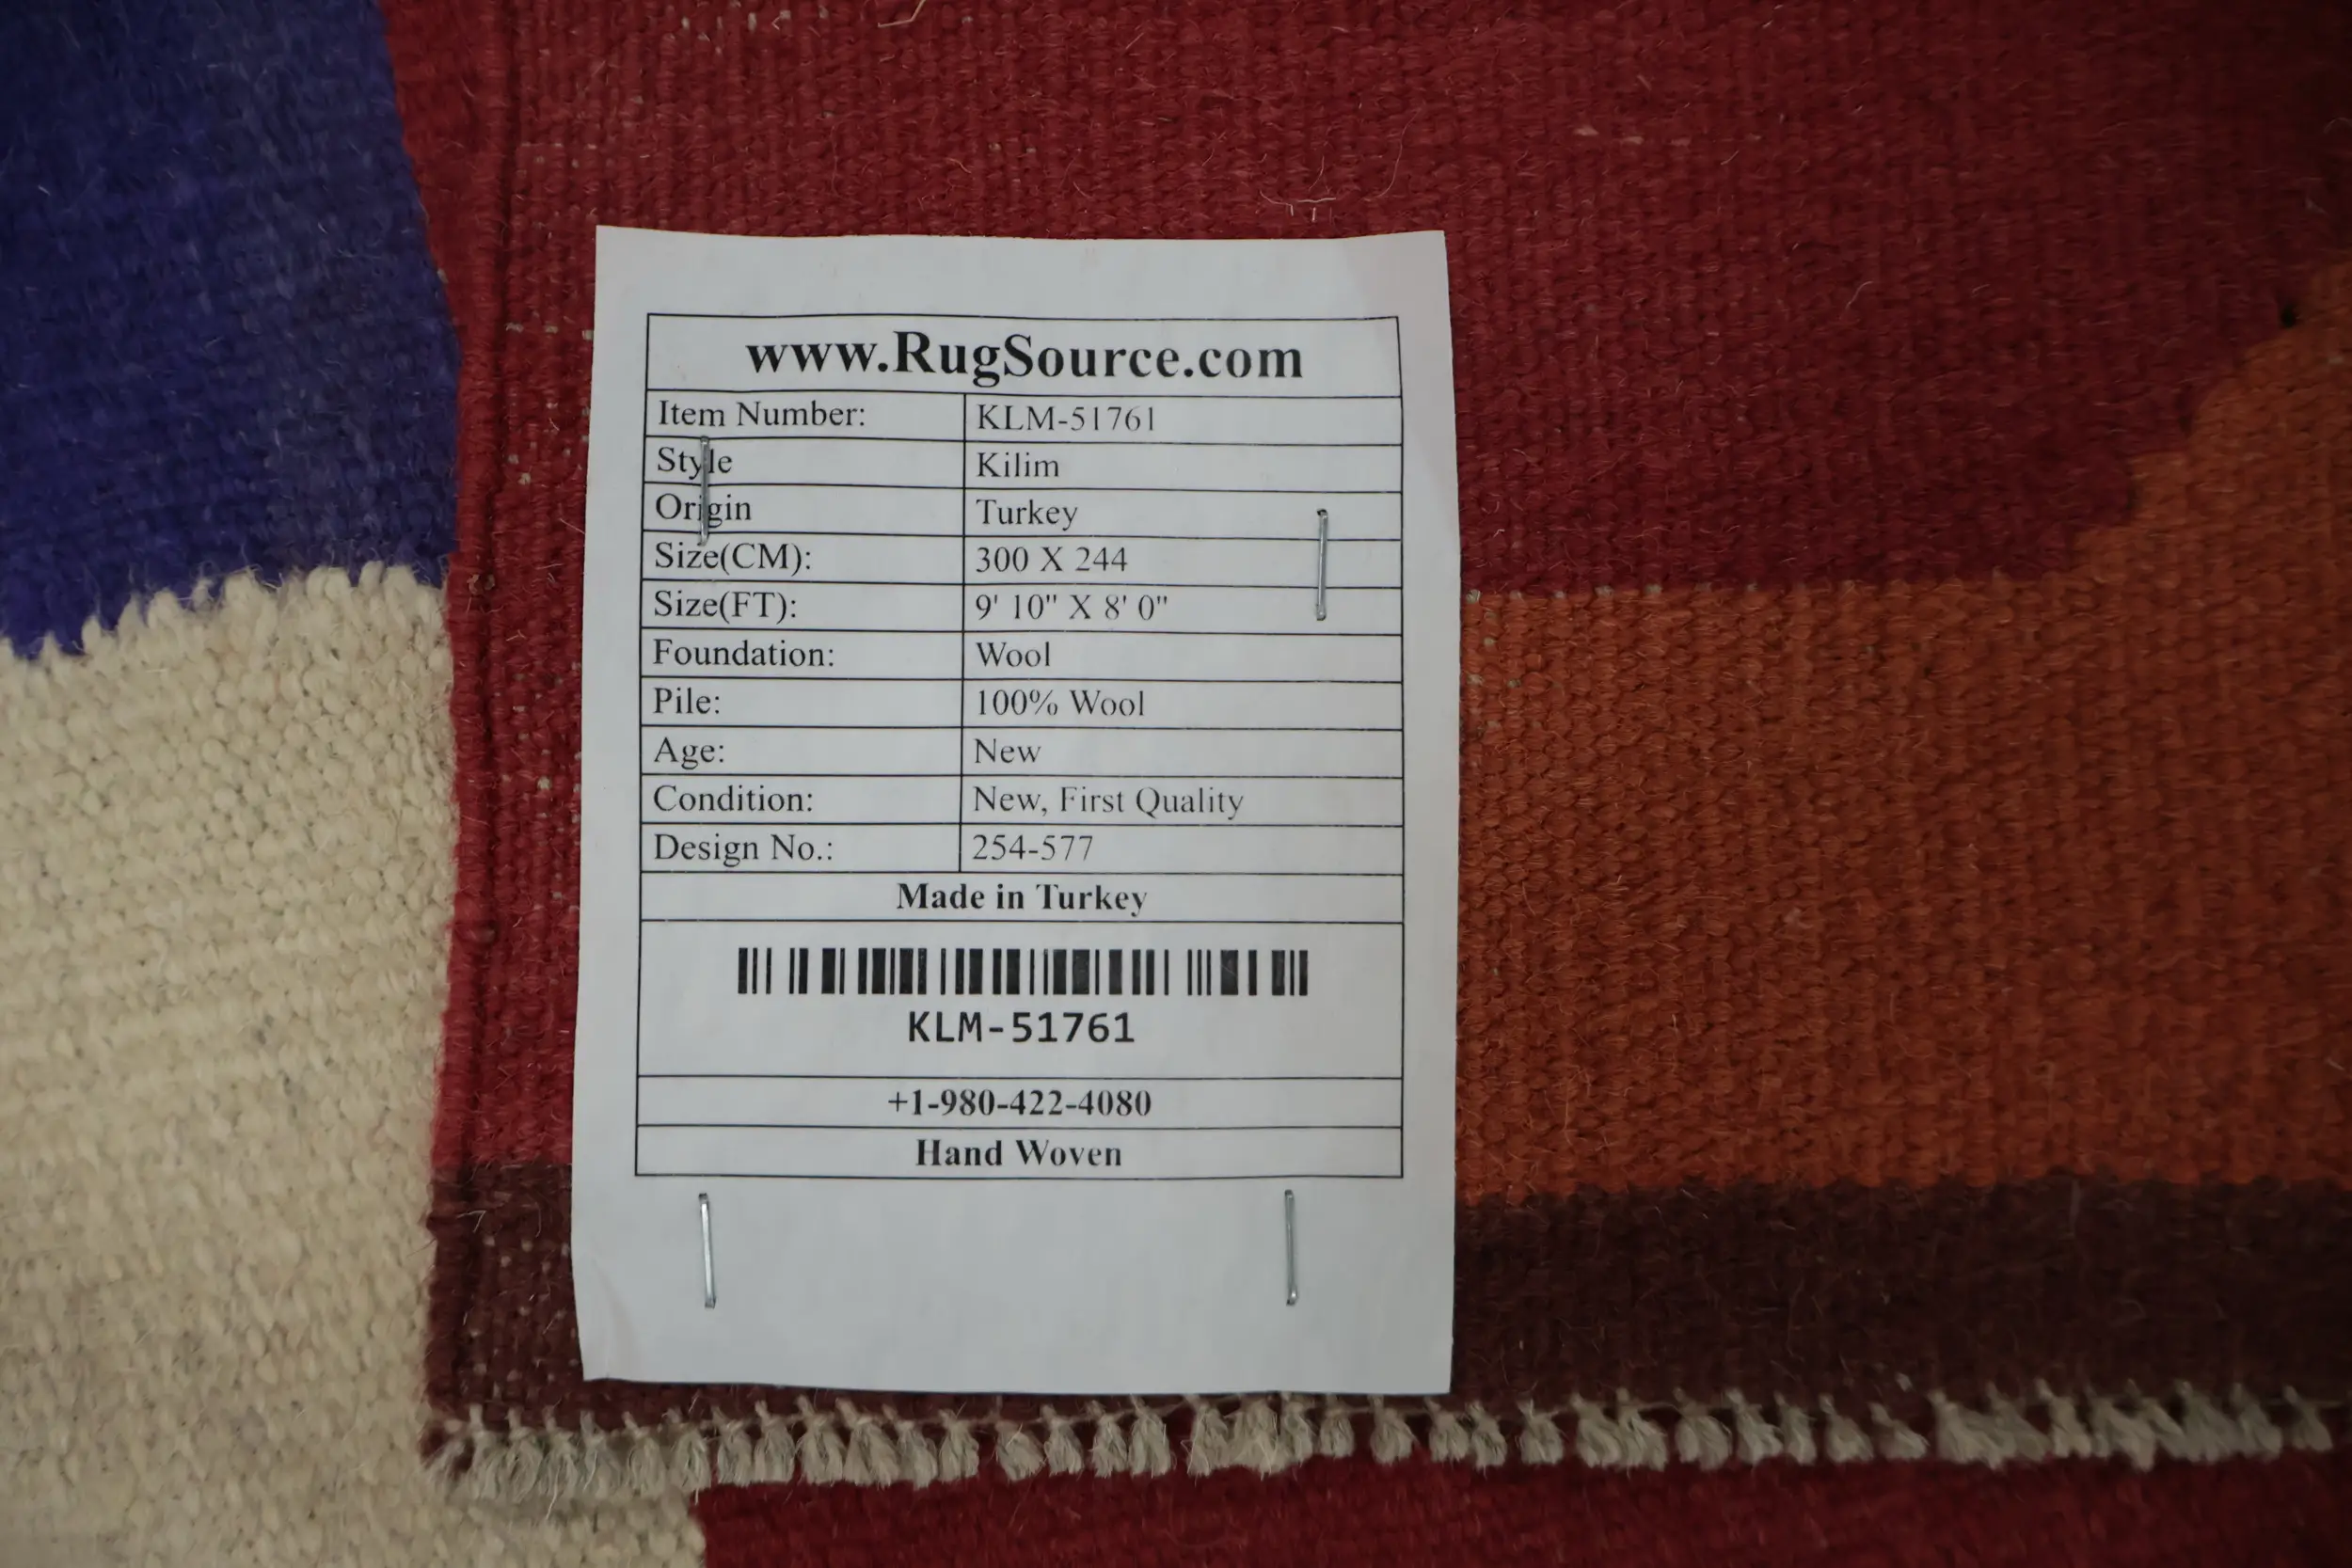 www.RugSource.com
Item Number: KLM-51761
Style Kilim
Origin Turkey
Size(CM): 300 X 244
Size(FT): 9' 10" X 8' 0"
Foundation: Wool
Pile: 100% Wool
Age: New
Condition: New, First Quality
Design No.: 254-577
Made in Turkey
KLM-51761
+1-980-422-4080
Hand Woven